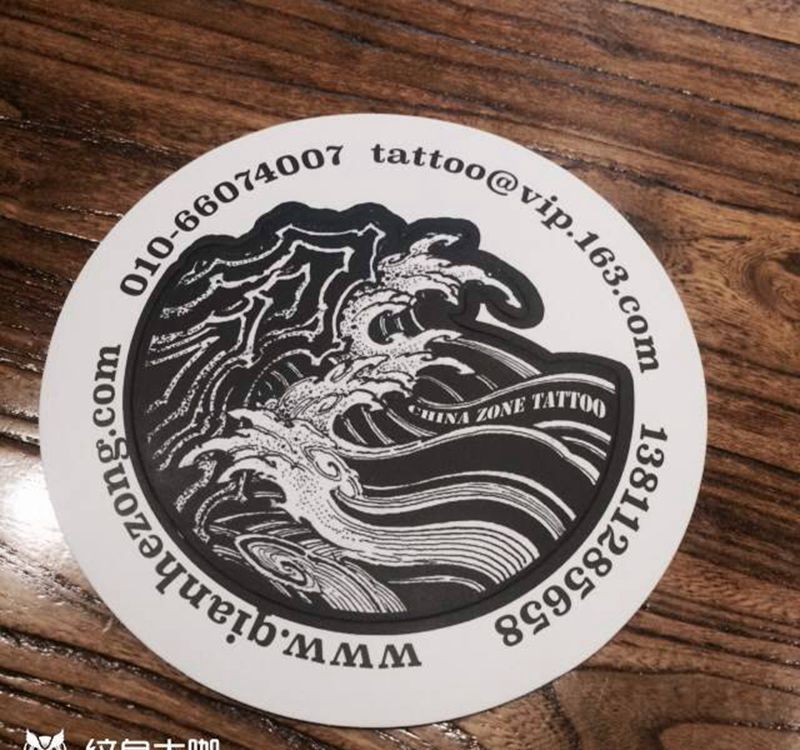 010-66074007
tattoo@vip.163.com
13811285658
www.qianhezong.com
CHINA ZONE TATTOO